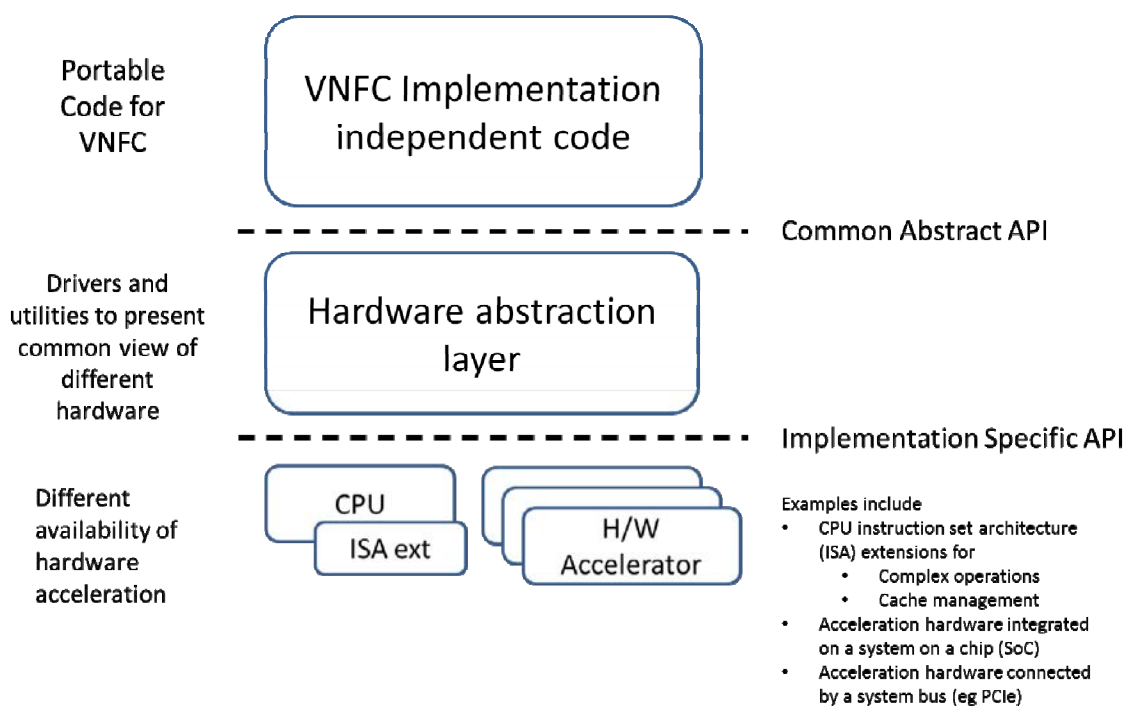 Portable
Code for
VNFC
VNFC Implementation
independent code
Common Abstract API
Drivers and
utilities to present
common view of
different
hardware
Hardware abstraction
layer
Implementation Specific API
Different
availability of
hardware
acceleration
CPU
ISA ext
H/W
Accelerator
Examples include
• CPU instruction set architecture
(ISA) extensions for
• Complex operations
• Cache management
• Acceleration hardware integrated
on a system on a chip (SoC)
• Acceleration hardware connected
by a system bus (eg PCIe)